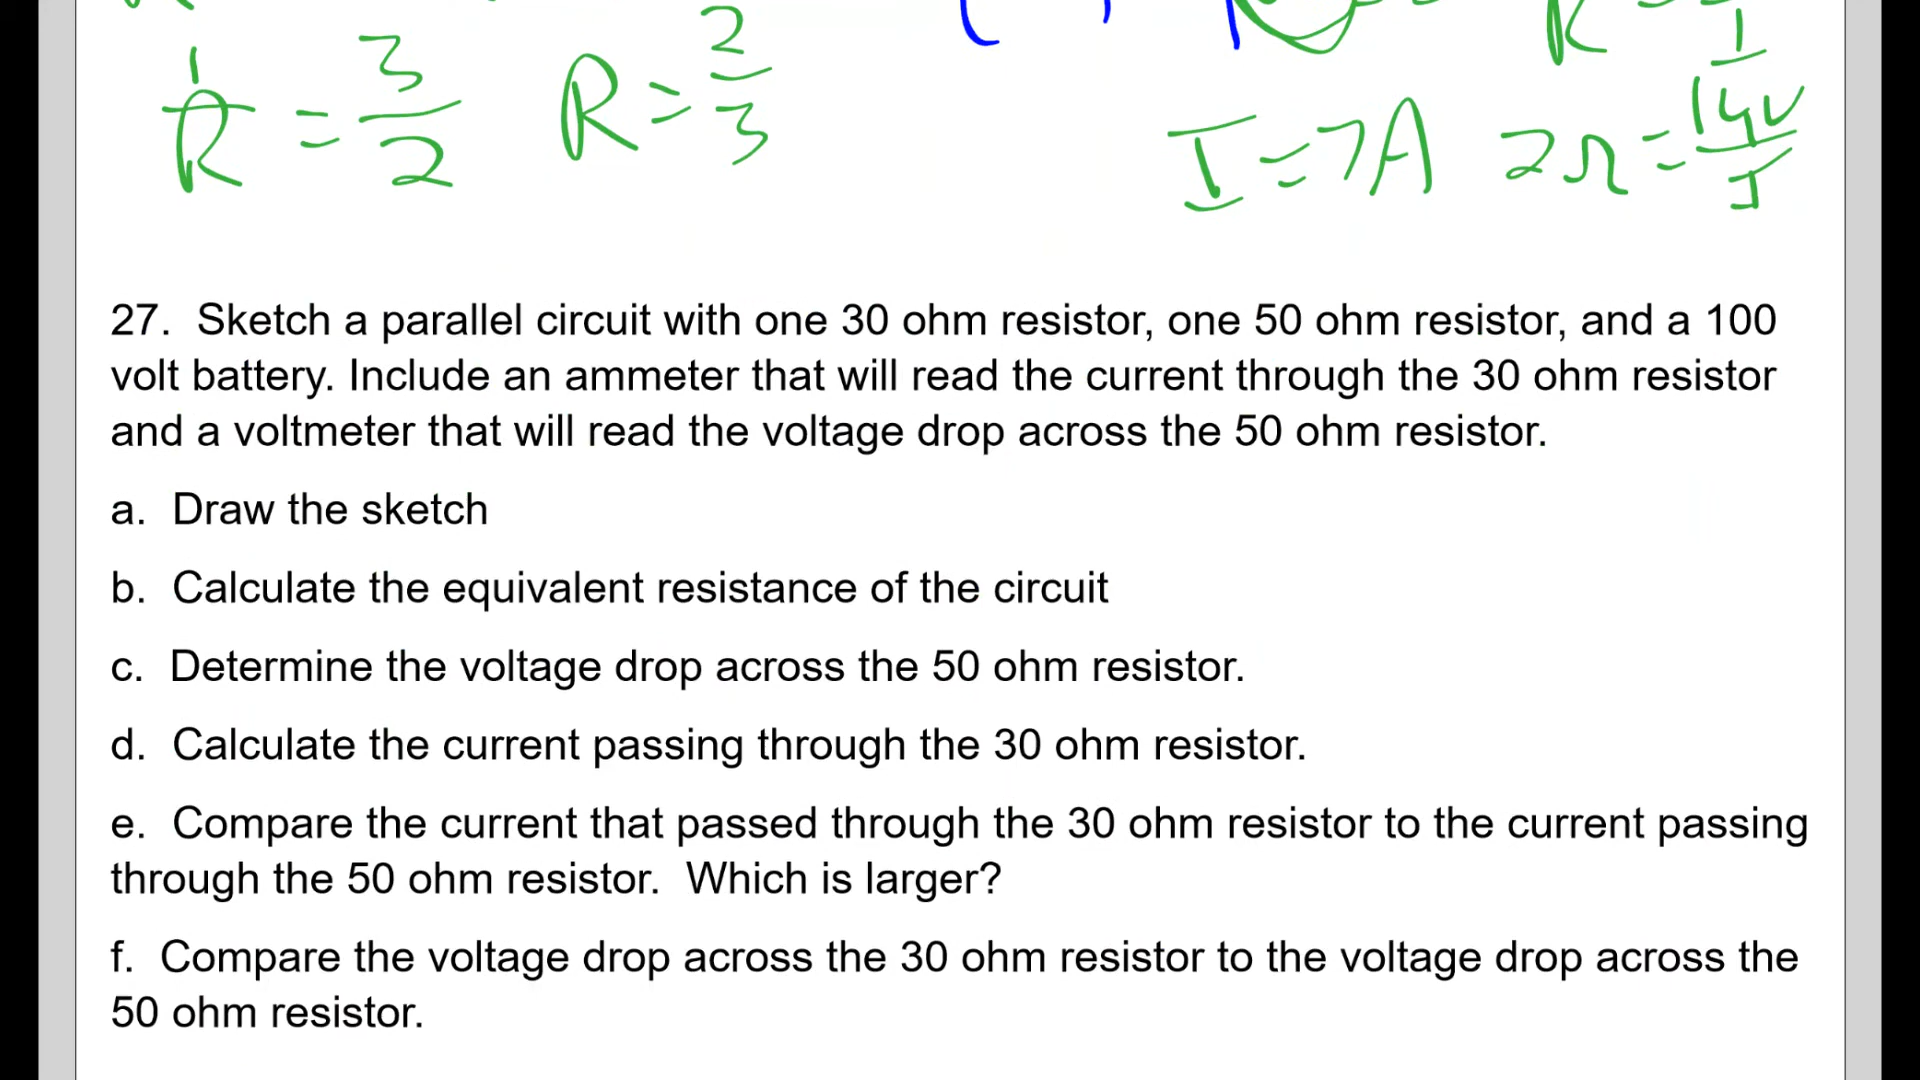 1/R = 3/2 R = 2/3
I = 7A 2Ω = 14V/I
27. Sketch a parallel circuit with one 30 ohm resistor, one 50 ohm resistor, and a 100
volt battery. Include an ammeter that will read the current through the 30 ohm resistor
and a voltmeter that will read the voltage drop across the 50 ohm resistor.
a. Draw the sketch
b. Calculate the equivalent resistance of the circuit
c. Determine the voltage drop across the 50 ohm resistor.
d. Calculate the current passing through the 30 ohm resistor.
e. Compare the current that passed through the 30 ohm resistor to the current passing
through the 50 ohm resistor. Which is larger?
f. Compare the voltage drop across the 30 ohm resistor to the voltage drop across the
50 ohm resistor.